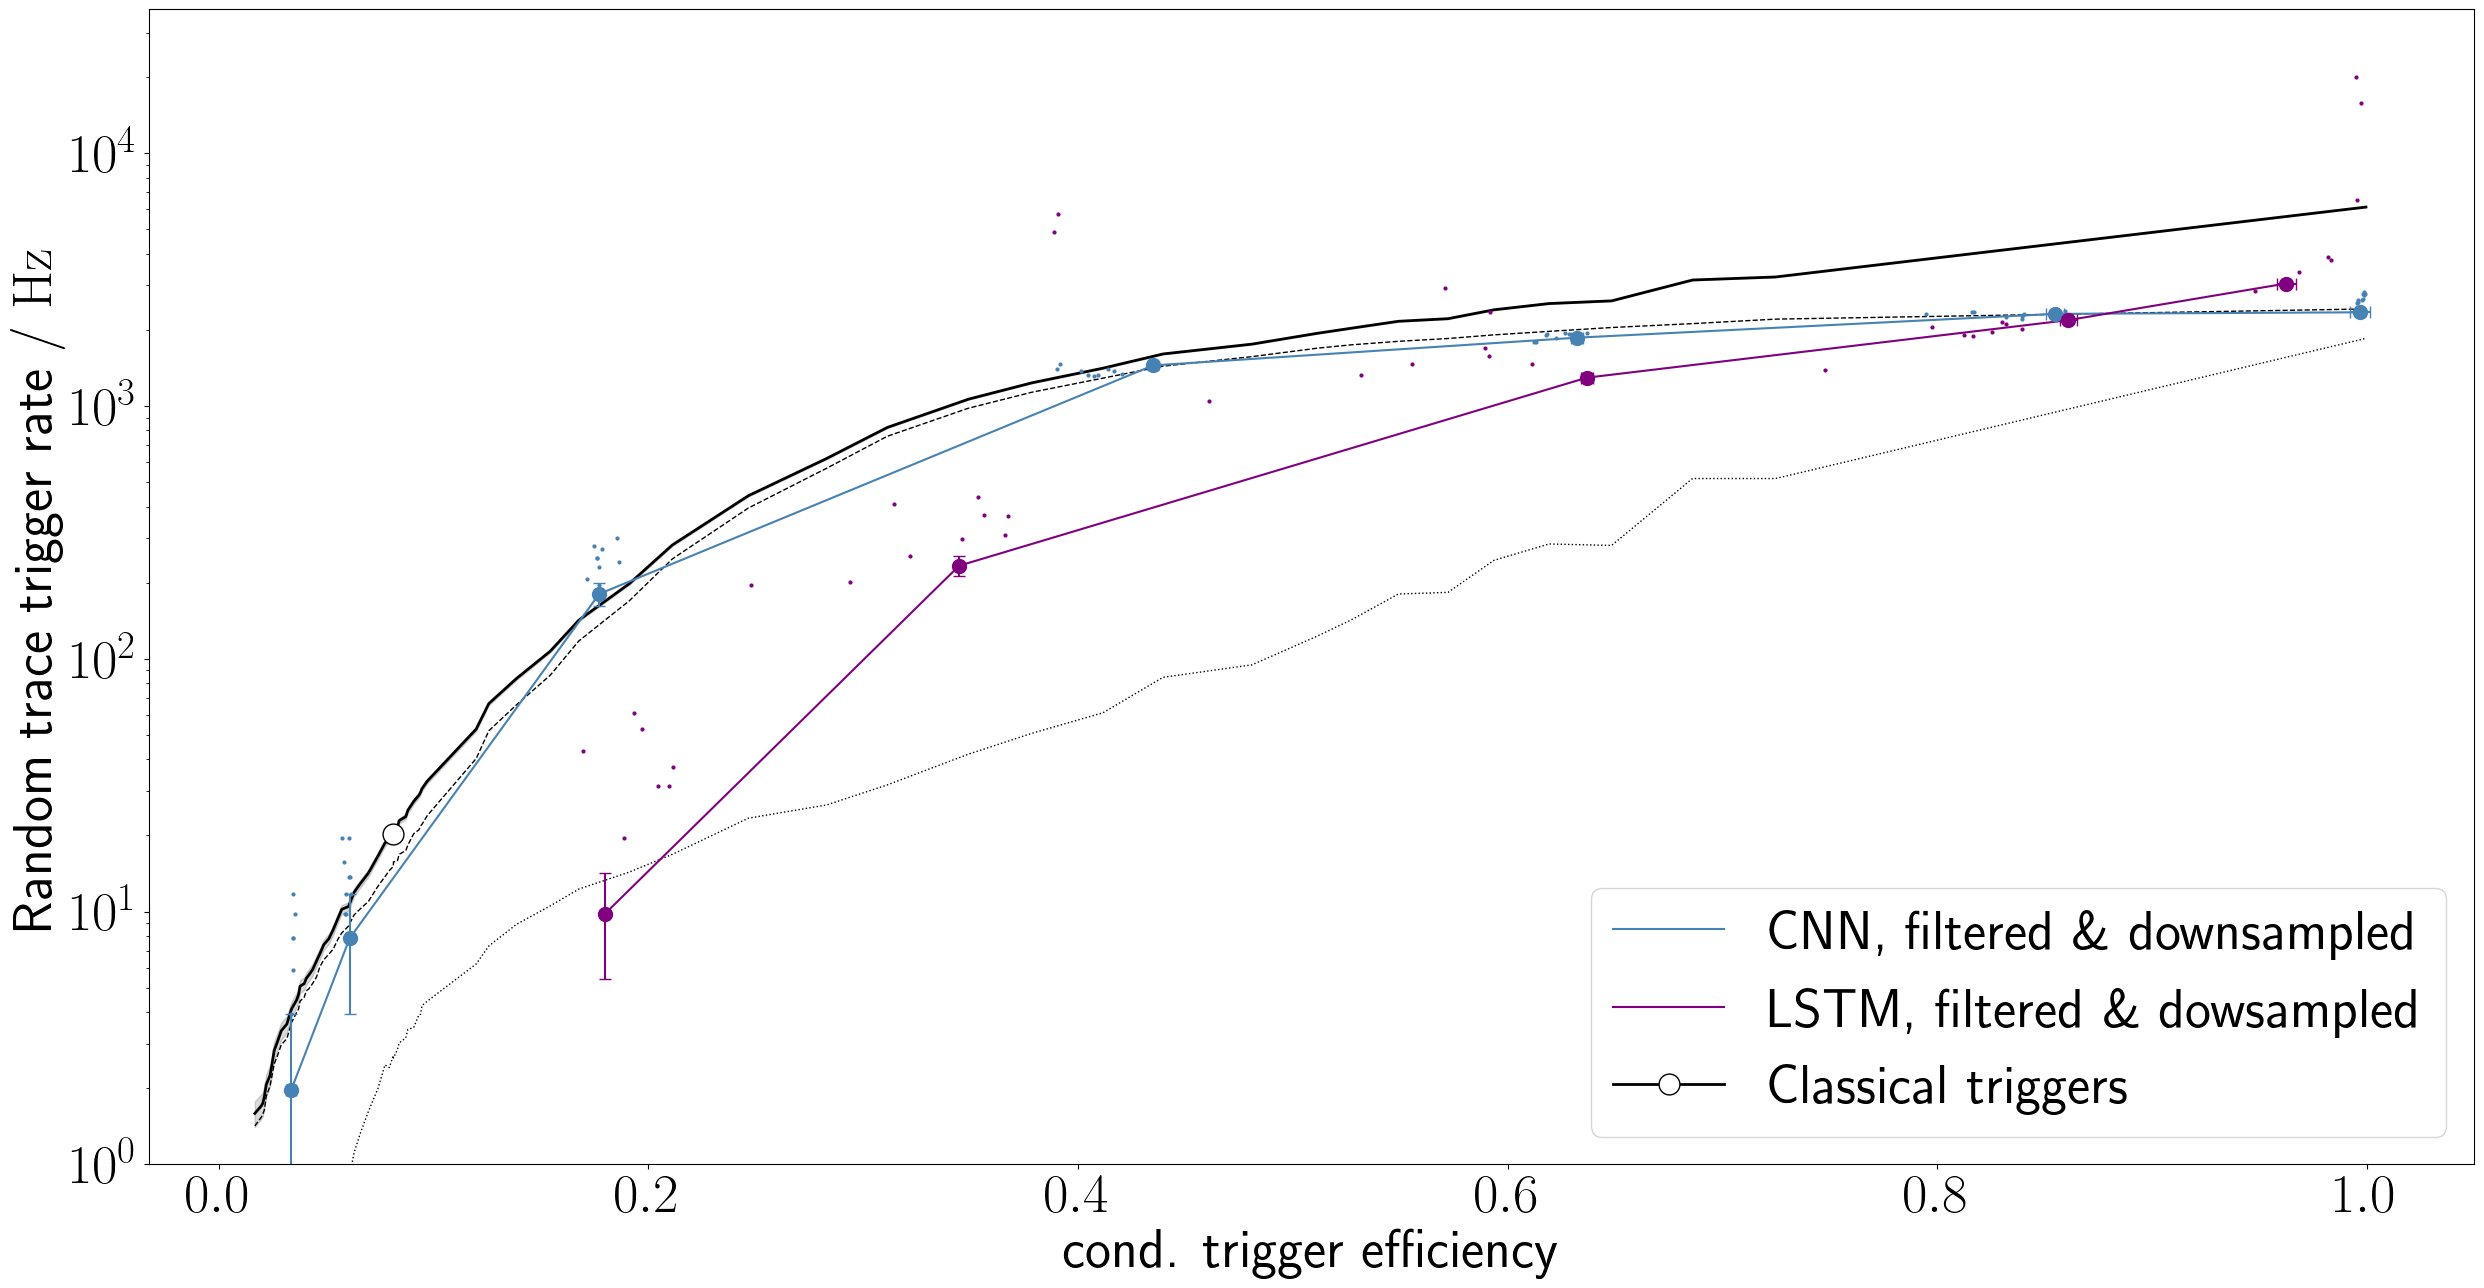 Random trace trigger rate / Hz
10^4
10^3
10^2
10^1
10^0
0.0 0.2 0.4 0.6 0.8 1.0
cond. trigger efficiency
CNN, filtered & downsampled
LSTM, filtered & dowsampled
Classical triggers